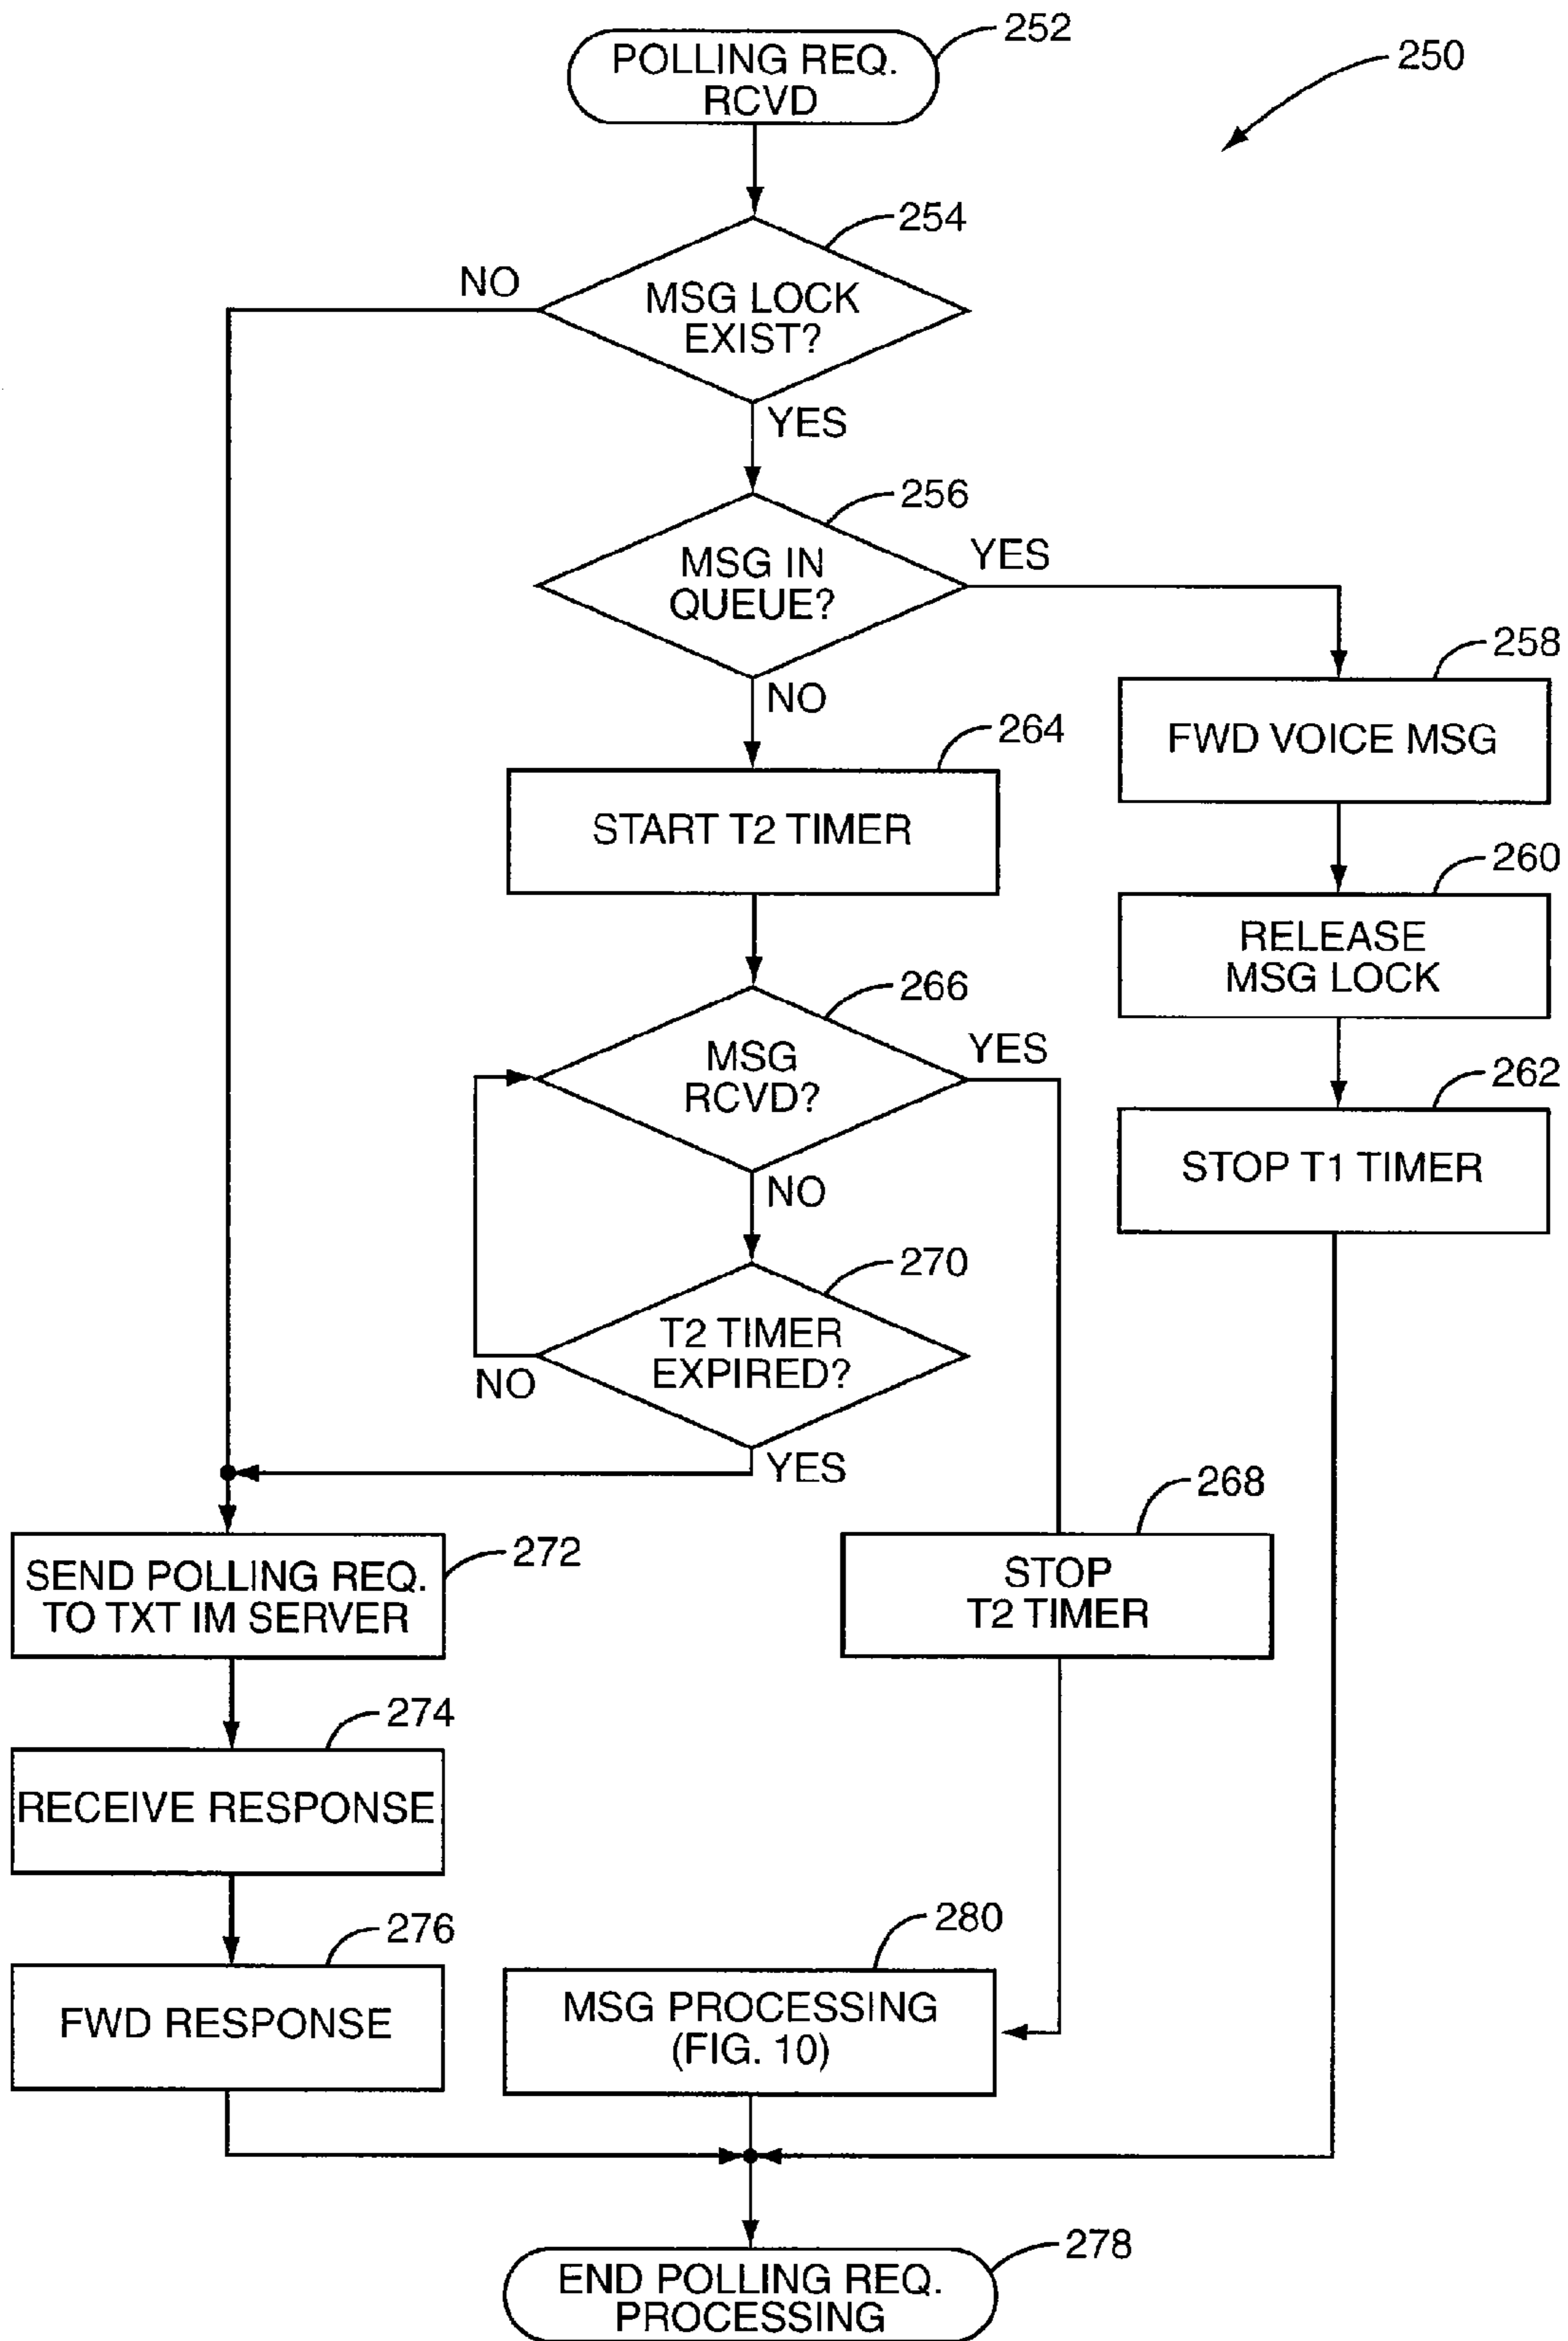 252
POLLING REQ.
RCVD
250
254
NO
MSG LOCK
EXIST?
YES
256
MSG IN
QUEUE?
YES
NO
258
FWD VOICE MSG
264
START T2 TIMER
260
RELEASE
MSG LOCK
266
MSG
RCVD?
YES
NO
262
STOP T1 TIMER
270
T2 TIMER
EXPIRED?
NO
YES
268
STOP
T2 TIMER
272
SEND POLLING REQ.
TO TXT IM SERVER
274
RECEIVE RESPONSE
276
FWD RESPONSE
280
MSG PROCESSING
(FIG. 10)
278
END POLLING REQ.
PROCESSING